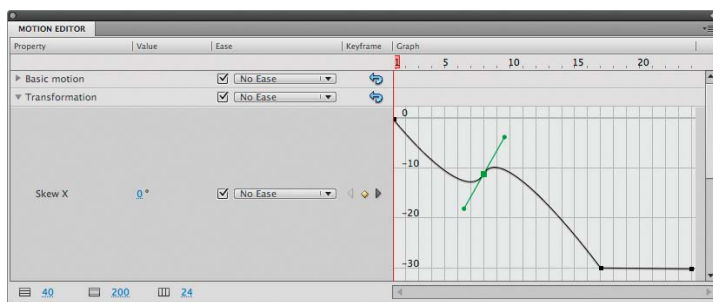 MOTION EDITOR
Property Value Ease Keyframe Graph
1 5 10 15 20
Basic motion No Ease
Transformation No Ease
0
-10
Skew X 0 ° No Ease
-20
-30
40 200 24